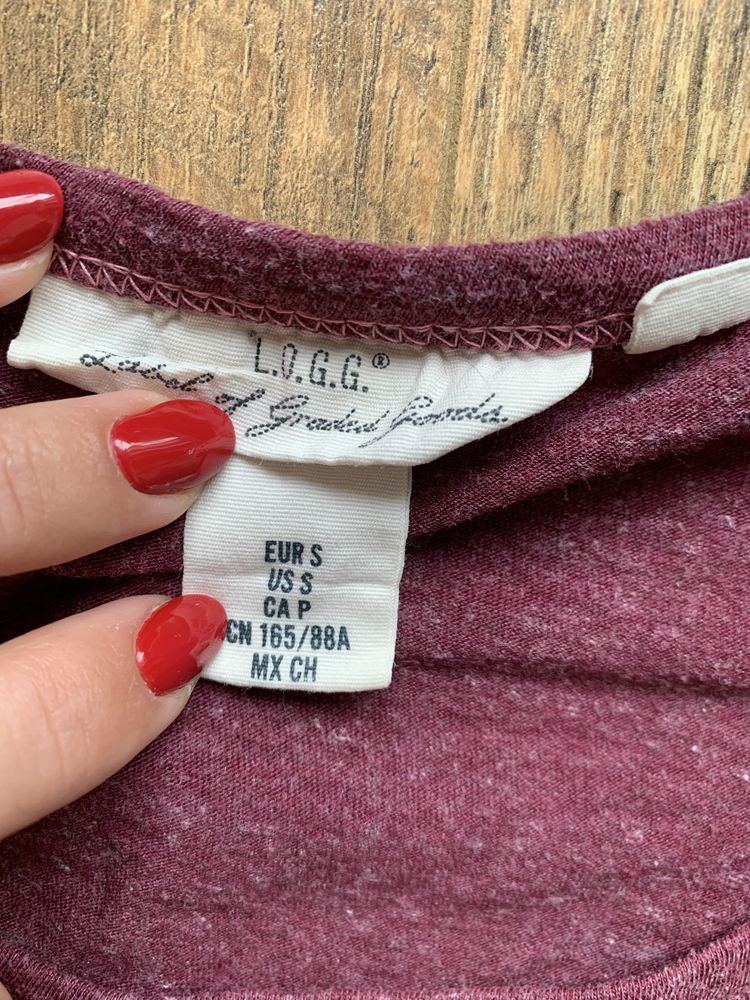 L.O.G.G.®
Label of Graded Goods
EUR S
US S
CA P
CN 165/88A
MX CH